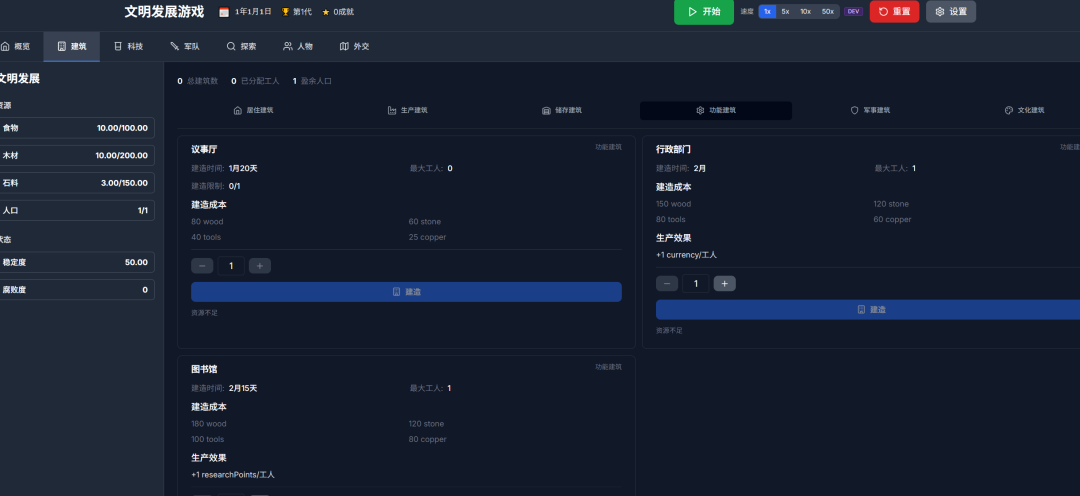 文明发展游戏 1年1月1日 第1代 0成就 开始 速度 1x 5x 10x 50x DEV 重置 设置
概览 建筑 科技 军队 探索 人物 外交
文明发展
资源
食物 10.00/100.00
木材 10.00/200.00
石料 3.00/150.00
人口 1/1
状态
稳定度 50.00
腐败度 0
0 总建筑数 0 已分配工人 1 盈余人口
居住建筑 生产建筑 储存建筑 功能建筑 军事建筑 文化建筑
议事厅 功能建筑
建造时间: 1月20天 最大工人: 0
建造限制: 0/1
建造成本
80 wood 60 stone
40 tools 25 copper
1
建造
资源不足
行政部门 功能建
建造时间: 2月 最大工人: 1
建造成本
150 wood 120 stone
80 tools 60 copper
生产效果
+1 currency/工人
1
建造
资源不足
图书馆 功能建筑
建造时间: 2月15天 最大工人: 1
建造成本
180 wood 120 stone
100 tools 80 copper
生产效果
+1 researchPoints/工人